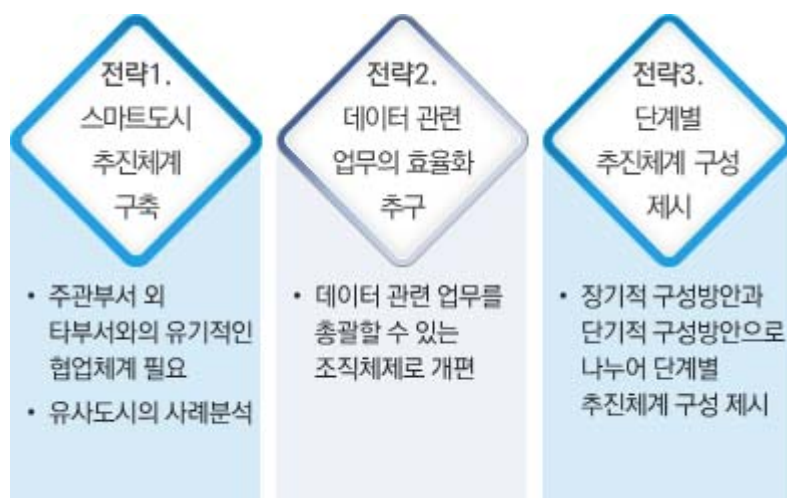 전략1.
스마트도시
추진체계
구축
• 주관부서 외
타부서와의 유기적인
협업체계 필요
• 유사도시의 사례분석
전략2.
데이터 관련
업무의 효율화
추구
• 데이터 관련 업무를
총괄할 수 있는
조직체제로 개편
전략3.
단계별
추진체계 구성
제시
• 장기적 구성방안과
단기적 구성방안으로
나누어 단계별
추진체계 구성 제시